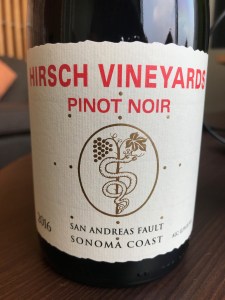 HIRSCH VINEYARDS
PINOT NOIR
2016
SAN ANDREAS FAULT
SONOMA COAST